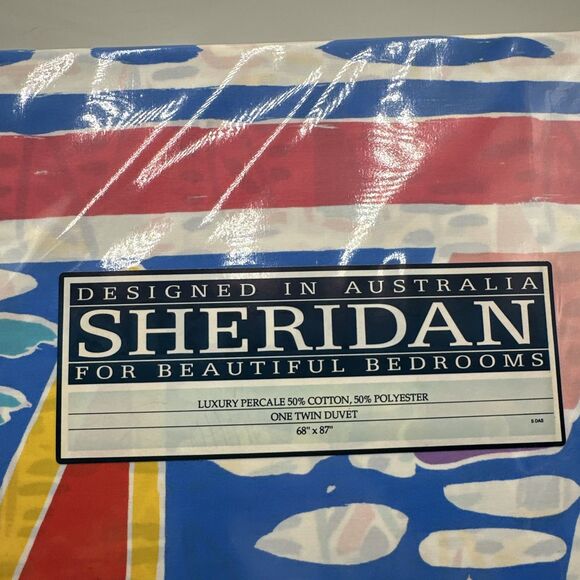 DESIGNED IN AUSTRALIA
SHERIDAN
FOR BEAUTIFUL BEDROOMS
LUXURY PERCALE 50% COTTON, 50% POLYESTER
ONE TWIN DUVET
68" x 87"